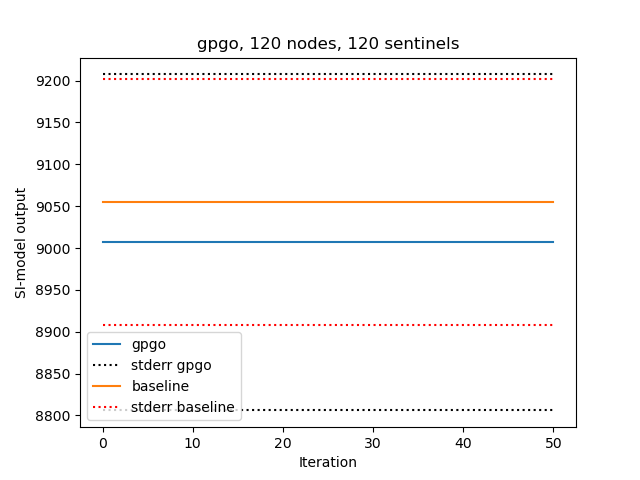 gpgo, 120 nodes, 120 sentinels
SI-model output
9200
9150
9100
9050
9000
8950
8900
8850
8800
gpgo
stderr gpgo
baseline
stderr baseline
0 10 20 30 40 50
Iteration